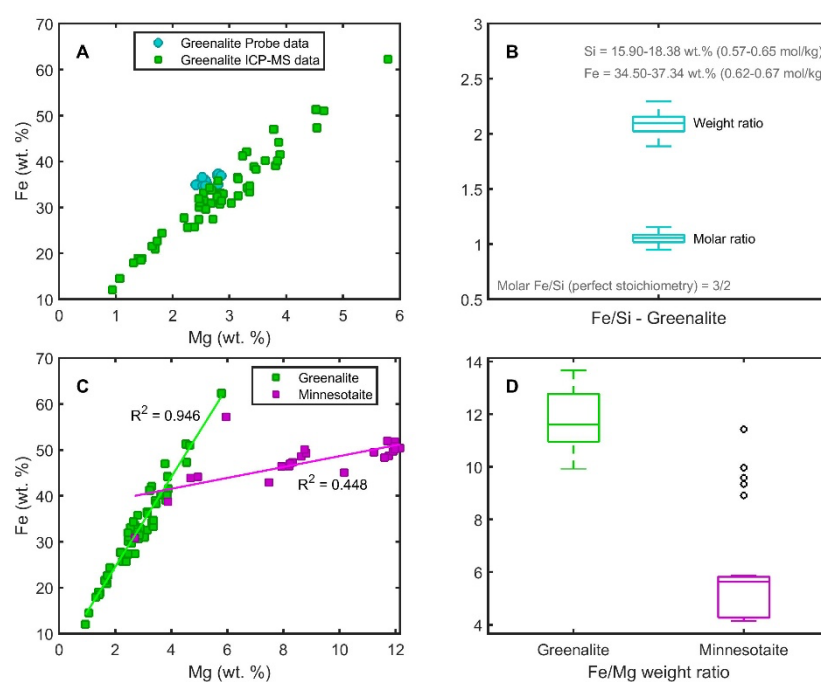 A
Greenalite Probe data
Greenalite ICP-MS data
70
60
50
40
30
20
10
Fe (wt. %)
0 1 2 3 4 5 6
Mg (wt. %)
B
Si = 15.90-18.38 wt.% (0.57-0.65 mol/kg)
Fe = 34.50-37.34 wt.% (0.62-0.67 mol/kg)
3
2.5
2
1.5
1
0.5
Weight ratio
Molar ratio
Molar Fe/Si (perfect stoichiometry) = 3/2
Fe/Si - Greenalite
C
Greenalite
Minnesotaite
R² = 0.946
R² = 0.448
70
60
50
40
30
20
10
Fe (wt. %)
0 2 4 6 8 10 12
Mg (wt. %)
D
14
12
10
8
6
4
Greenalite Minnesotaite
Fe/Mg weight ratio